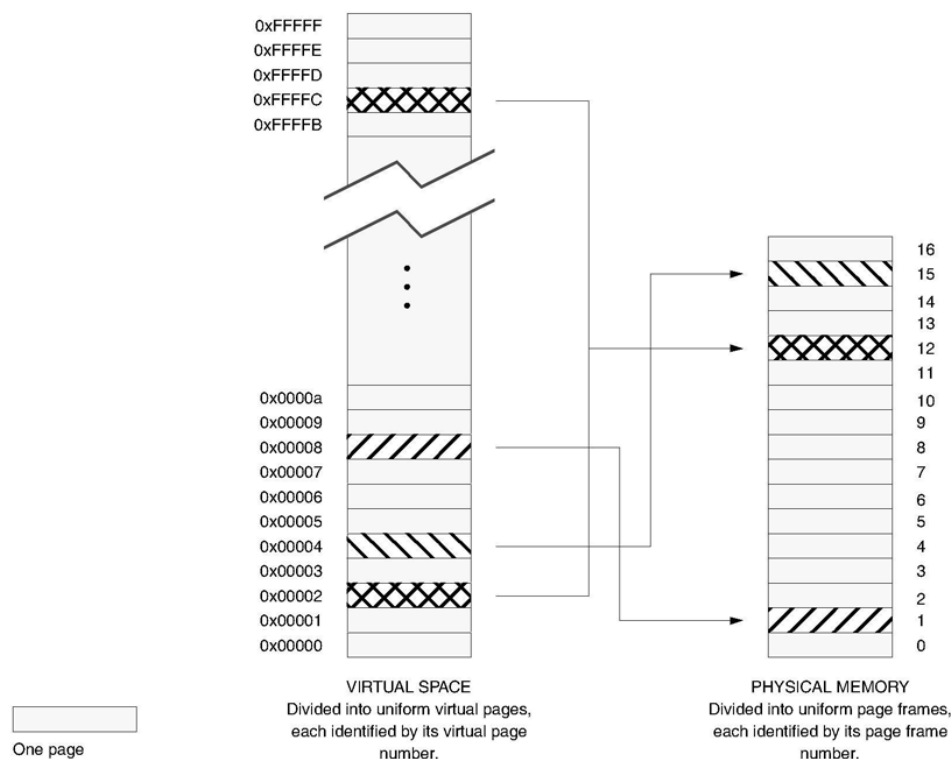 0xFFFFF
0xFFFFE
0xFFFFD
0xFFFFC
0xFFFFB
0x0000a
0x00009
0x00008
0x00007
0x00006
0x00005
0x00004
0x00003
0x00002
0x00001
0x00000
16
15
14
13
12
11
10
9
8
7
6
5
4
3
2
1
0
VIRTUAL SPACE
Divided into uniform virtual pages,
each identified by its virtual page
number.
PHYSICAL MEMORY
Divided into uniform page frames,
each identified by its page frame
number.
One page